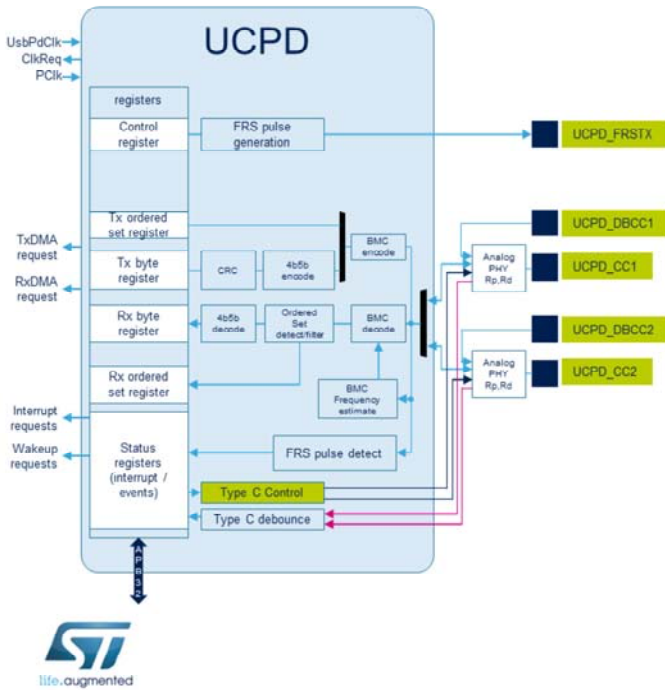 UCPD
UsbPdClk
ClkReq
PClk
registers
Control
register
FRS pulse
generation
UCPD_FRSTX
Tx ordered
set register
TxDMA
request
Tx byte
register
CRC
4b5b
encode
BMC
encode
UCPD_DBCC1
Analog
PHY
Rp,Rd
UCPD_CC1
RxDMA
request
Rx byte
register
4b5b
decode
Ordered
Set
detect/filter
BMC
decode
UCPD_DBCC2
Analog
PHY
Rp,Rd
UCPD_CC2
Rx ordered
set register
BMC
Frequency
estimate
Interrupt
requests
Wakeup
requests
Status
registers
(interrupt /
events)
FRS pulse detect
Type C Control
Type C debounce
APB32
ST
life.augmented